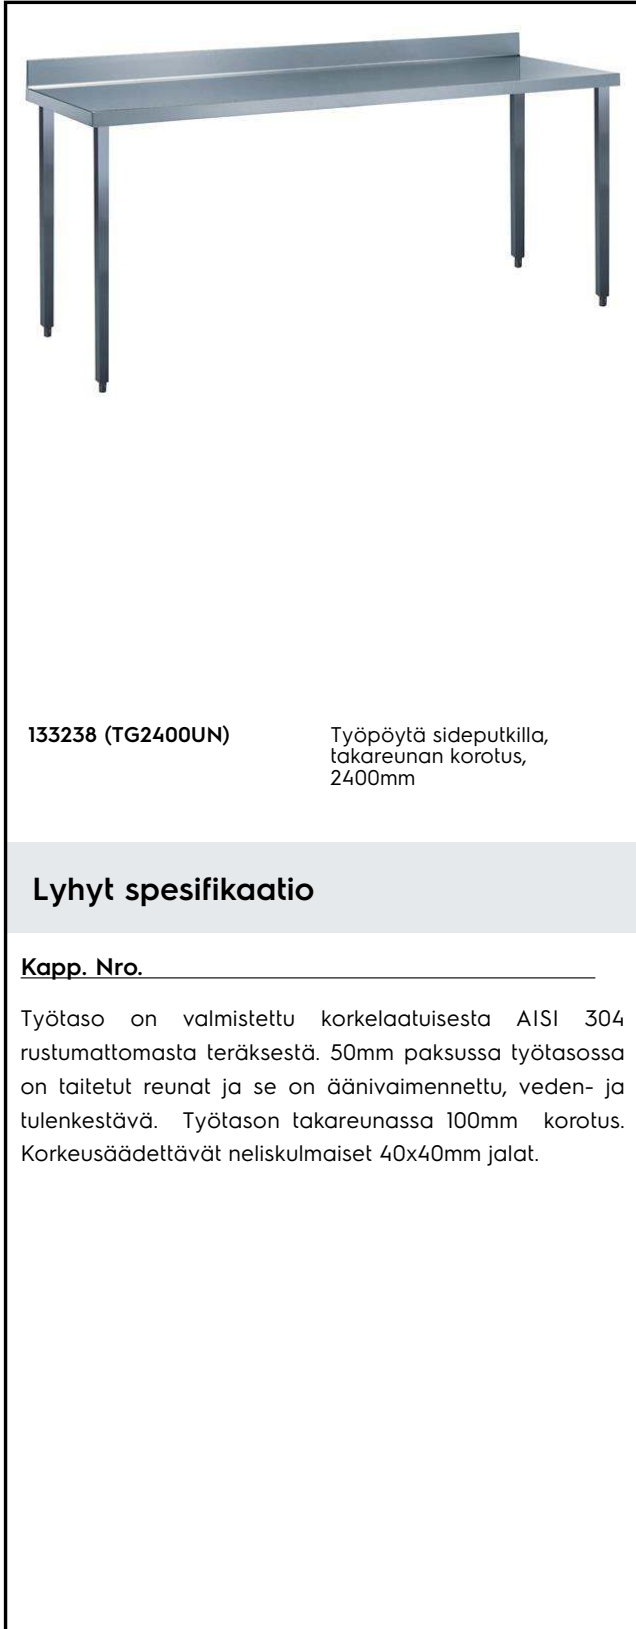 133238 (TG2400UN)
Työpöytä sideputkilla,
takareunan korotus,
2400mm
Lyhyt spesifikaatio
Kapp. Nro.
Työtaso on valmistettu korkelaatuisesta AISI 304
rustumattomasta teräksestä. 50mm paksussa työtasossa
on taitetut reunat ja se on äänivaimennettu, veden- ja
tulenkestävä. Työtason takareunassa 100mm korotus.
Korkeusäädettävät neliskulmaiset 40x40mm jalat.